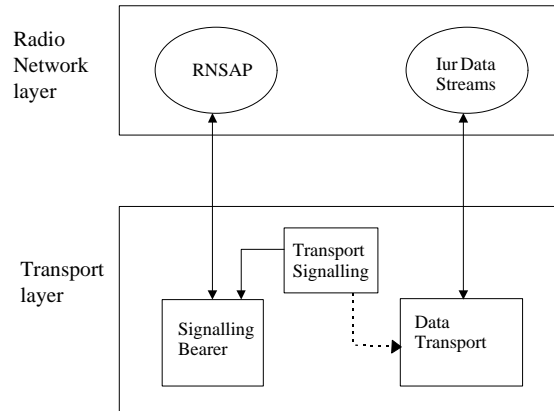 Radio
Network
layer
RNSAP
Iur Data
Streams
Transport
layer
Transport
Signalling
Signalling
Bearer
Data
Transport